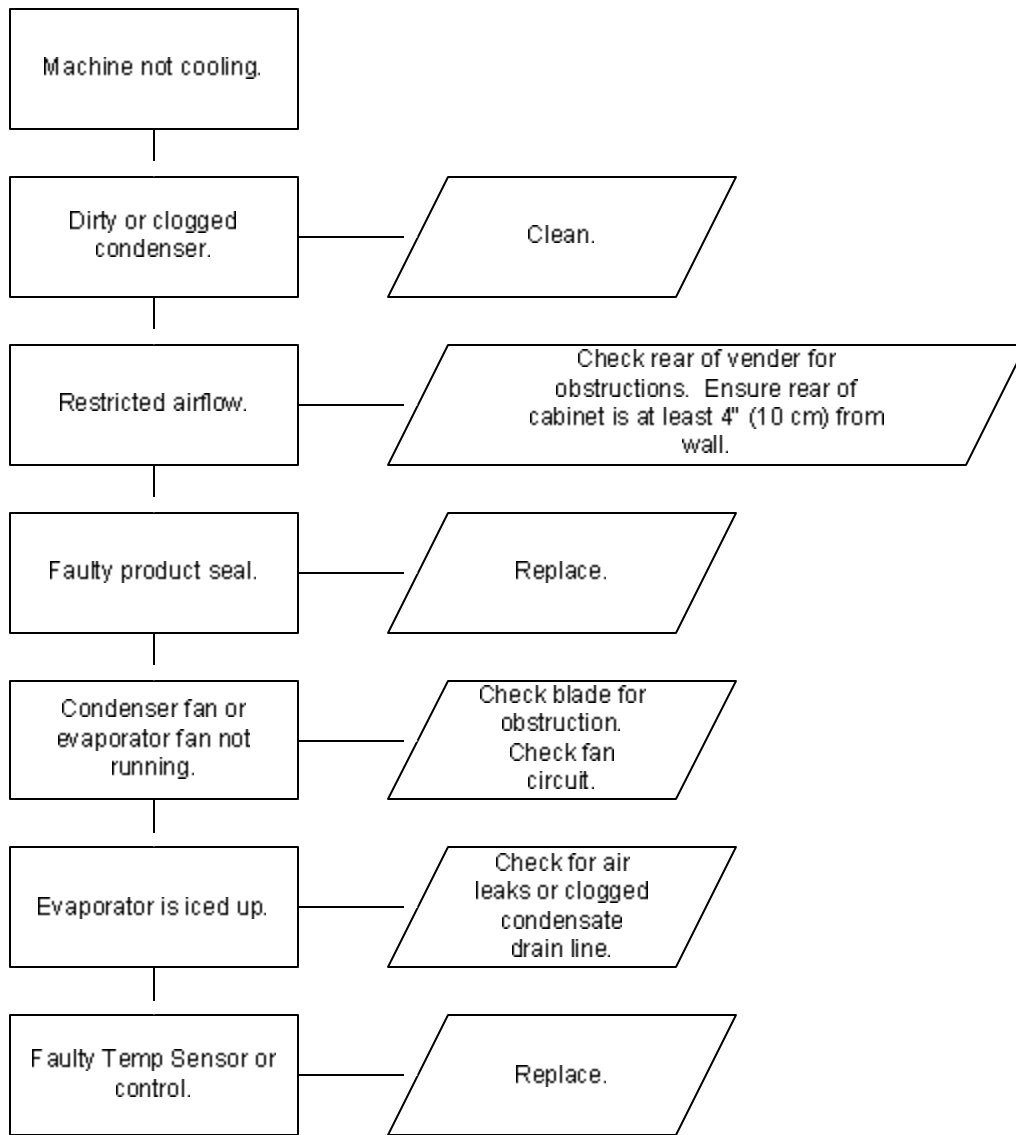 Machine not cooling.
Dirty or clogged
condenser.
Clean.
Restricted airflow.
Check rear of vender for
obstructions.  Ensure rear of
cabinet is at least 4" (10 cm) from
wall.
Faulty product seal.
Replace.
Condenser fan or
evaporator fan not
running.
Check blade for
obstruction.
Check fan
circuit.
Evaporator is iced up.
Check for air
leaks or clogged
condensate
drain line.
Faulty Temp Sensor or
control.
Replace.